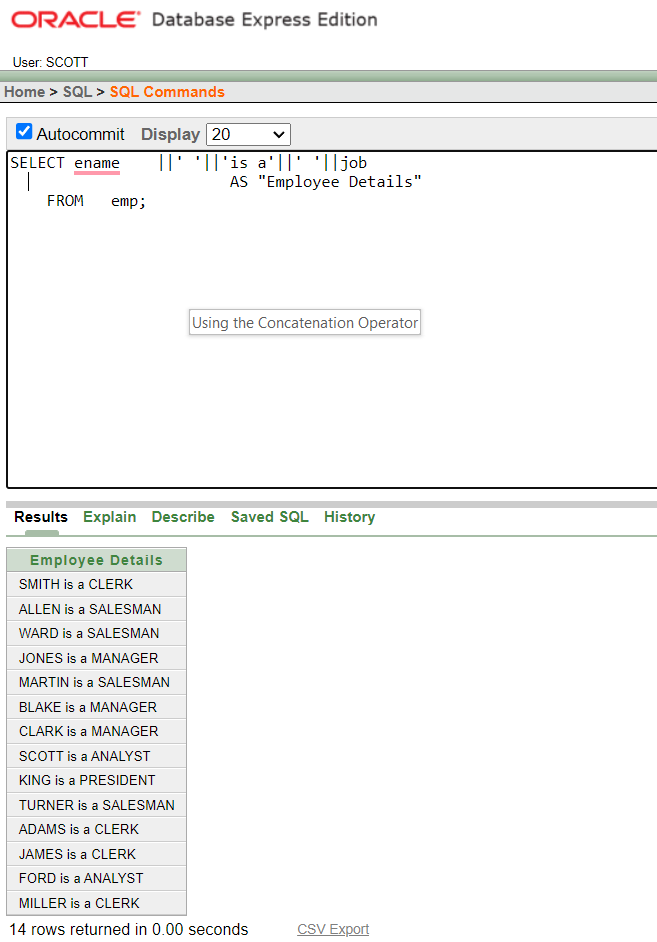 ORACLE® Database Express Edition
User: SCOTT
Home > SQL > SQL Commands
Autocommit Display 20
SELECT ename ||' '||'is a'||' '||job
AS "Employee Details"
FROM emp;
Using the Concatenation Operator
Results Explain Describe Saved SQL History
Employee Details
SMITH is a CLERK
ALLEN is a SALESMAN
WARD is a SALESMAN
JONES is a MANAGER
MARTIN is a SALESMAN
BLAKE is a MANAGER
CLARK is a MANAGER
SCOTT is a ANALYST
KING is a PRESIDENT
TURNER is a SALESMAN
ADAMS is a CLERK
JAMES is a CLERK
FORD is a ANALYST
MILLER is a CLERK
14 rows returned in 0.00 seconds CSV Export